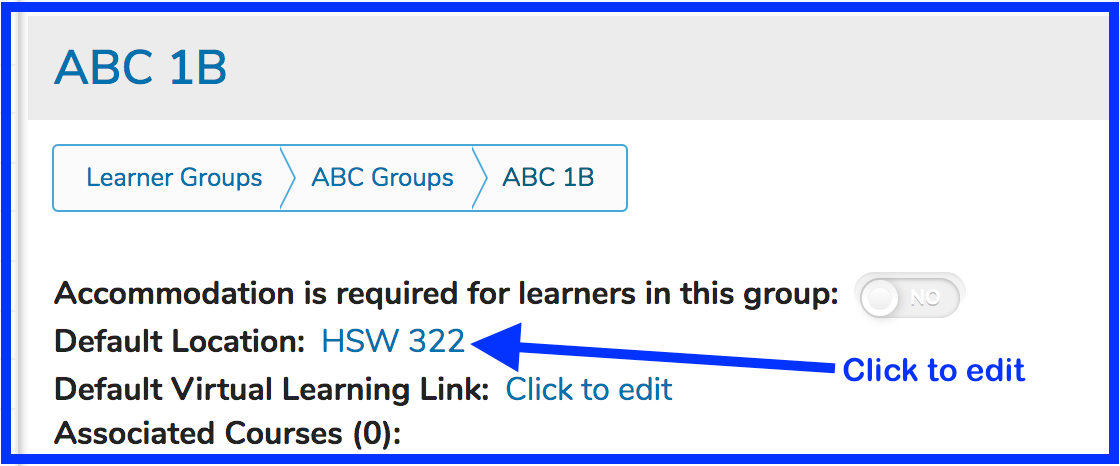 ABC 1B
Learner Groups ABC Groups ABC 1B
Accommodation is required for learners in this group: NO
Default Location: HSW 322
Click to edit
Default Virtual Learning Link: Click to edit
Associated Courses (0):